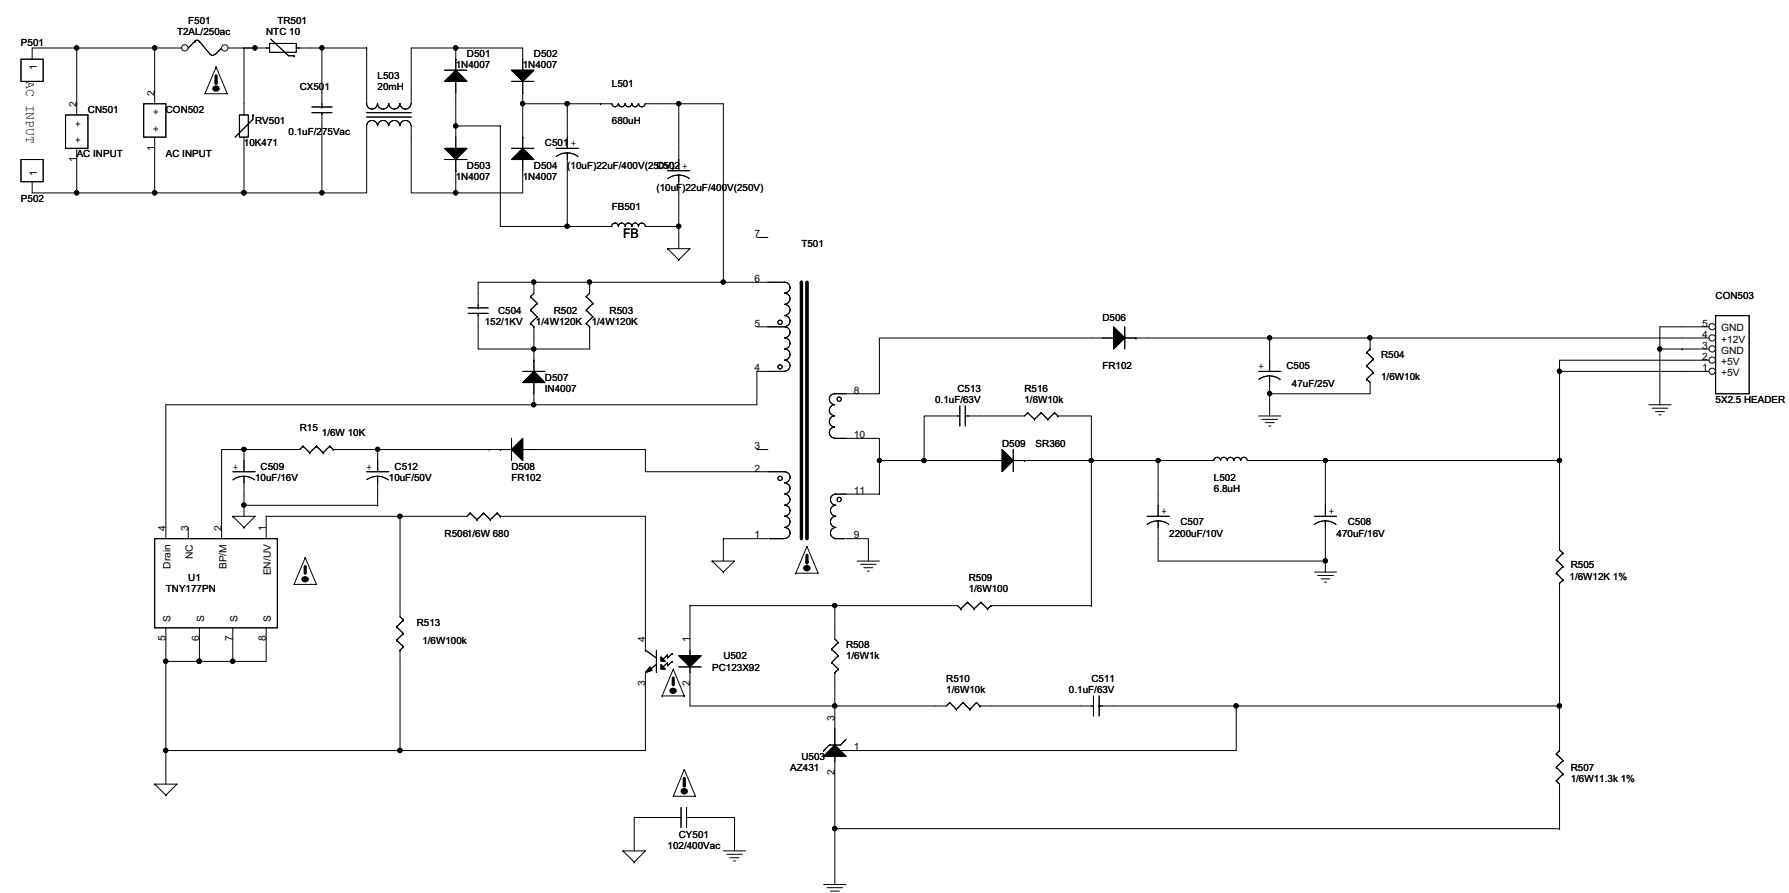 F501
T2AL/250ac
TR501
NTC 10
P501
1
AC INPUT
2
CN501
1
AC INPUT
2
CON502
1
AC INPUT
RV501
10K471
CX501
0.1uF/275Vac
L503
20mH
D501
1N4007
D502
1N4007
D503
1N4007
D504
1N4007
L501
680uH
C501
+
(10uF)22uF/400V(250V)
C502
+
(10uF)22uF/400V(250V)
FB501
FB
1
P502
7
T501
6
5
4
3
2
1
C504
152/1KV
R502
1/4W120K
R503
1/4W120K
D507
IN4007
R15
1/6W 10K
+
C509
10uF/16V
+
C512
10uF/50V
D508
FR102
R506
1/6W 680
4
3
2
1
Drain
NC
BP/M
EN/UV
U1
TNY177PN
S
S
S
S
5
6
7
8
R513
1/6W100k
4
3
1
2
U502
PC123X92
CY501
102/400Vac
8
10
11
9
D506
FR102
C513
0.1uF/63V
R516
1/6W10k
D509
SR360
+
C505
47uF/25V
R504
1/6W10k
CON503
5
GND
4
+12V
3
GND
2
+5V
1
+5V
5X2.5 HEADER
L502
6.8uH
+
C507
2200uF/10V
+
C508
470uF/16V
R505
1/6W12K 1%
R509
1/6W100
R508
1/6W1k
R510
1/6W10k
C511
0.1uF/63V
3
U503
AZ431
1
2
R507
1/6W11.3k 1%